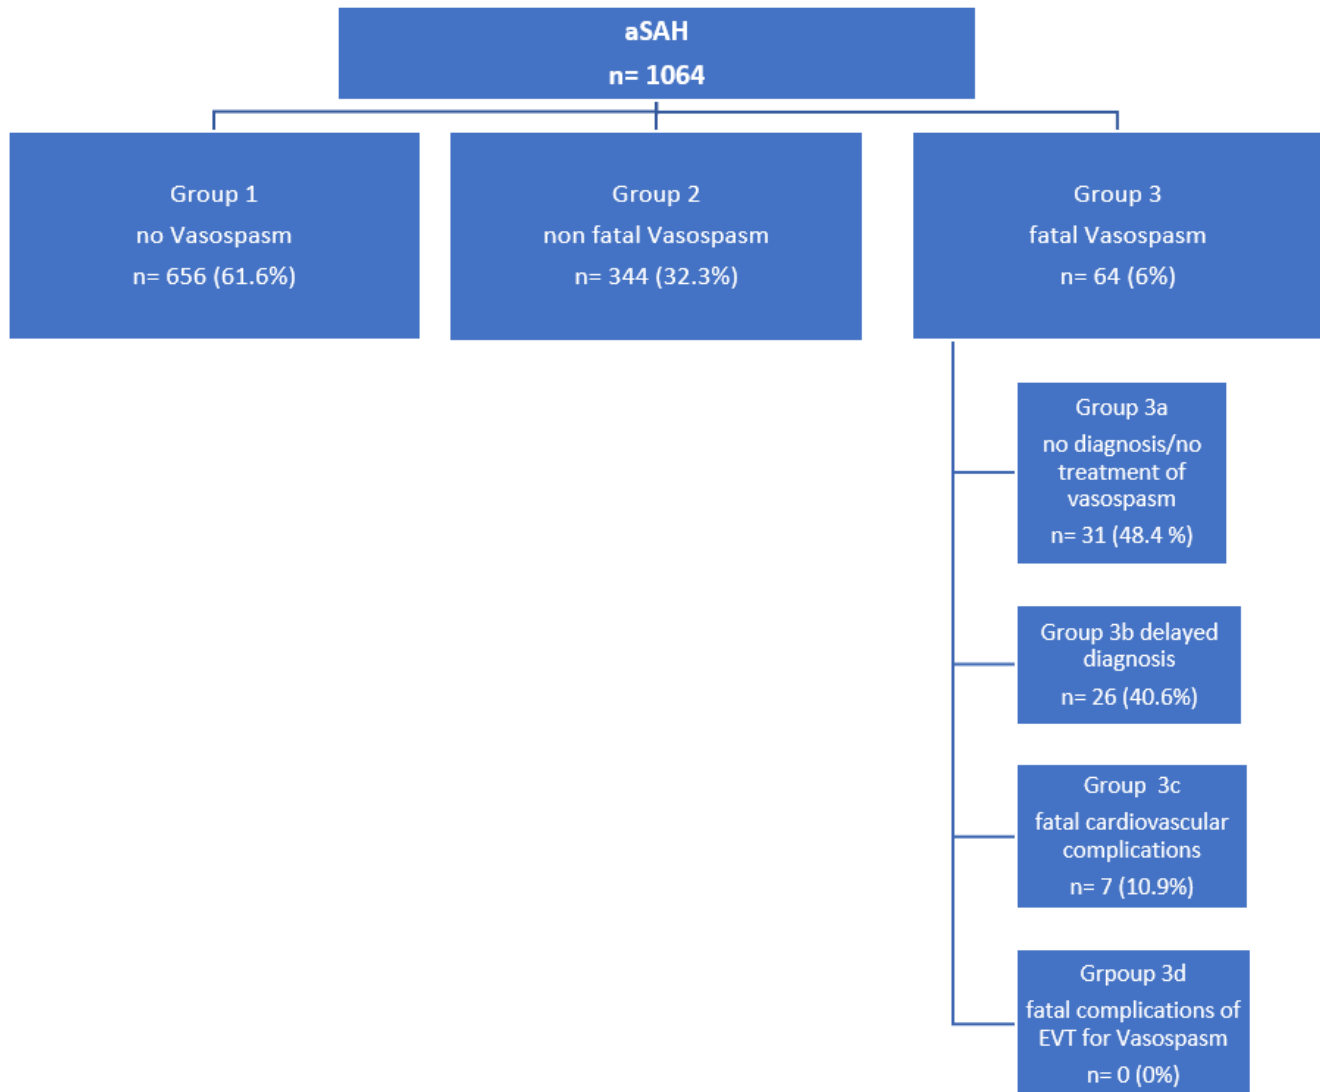 aSAH
n= 1064
Group 1
no Vasospasm
n= 656 (61.6%)
Group 2
non fatal Vasospasm
n= 344 (32.3%)
Group 3
fatal Vasospasm
n= 64 (6%)
Group 3a
no diagnosis/no
treatment of
vasospasm
n= 31 (48.4 %)
Group 3b delayed
diagnosis
n= 26 (40.6%)
Group  3c
fatal cardiovascular
complications
n= 7 (10.9%)
Grpoup 3d
fatal complications of
EVT for Vasospasm
n= 0 (0%)